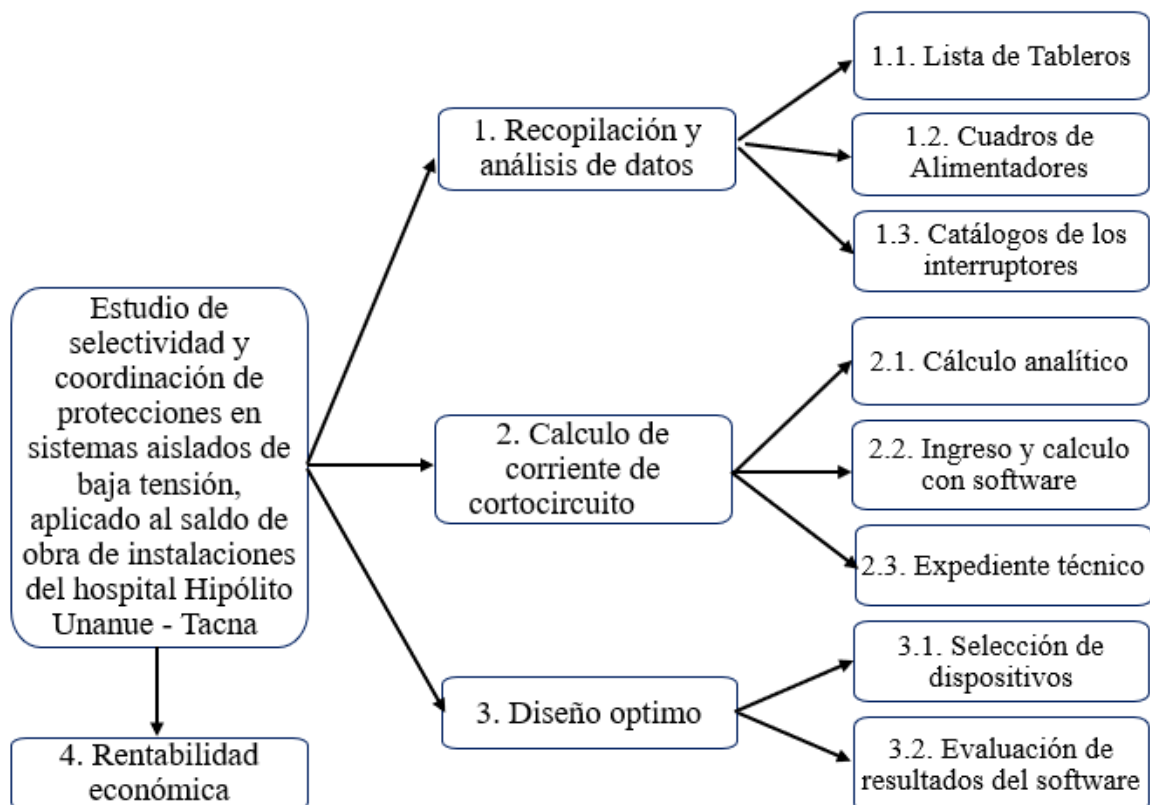 Estudio de
selectividad y
coordinación de
protecciones en
sistemas aislados de
baja tensión,
aplicado al saldo de
obra de instalaciones
del hospital Hipólito
Unanue - Tacna
1. Recopilación y
análisis de datos
1.1. Lista de Tableros
1.2. Cuadros de
Alimentadores
1.3. Catálogos de los
interruptores
2. Calculo de
corriente de
cortocircuito
2.1. Cálculo analítico
2.2. Ingreso y calculo
con software
2.3. Expediente técnico
3. Diseño optimo
3.1. Selección de
dispositivos
3.2. Evaluación de
resultados del software
4. Rentabilidad
económica